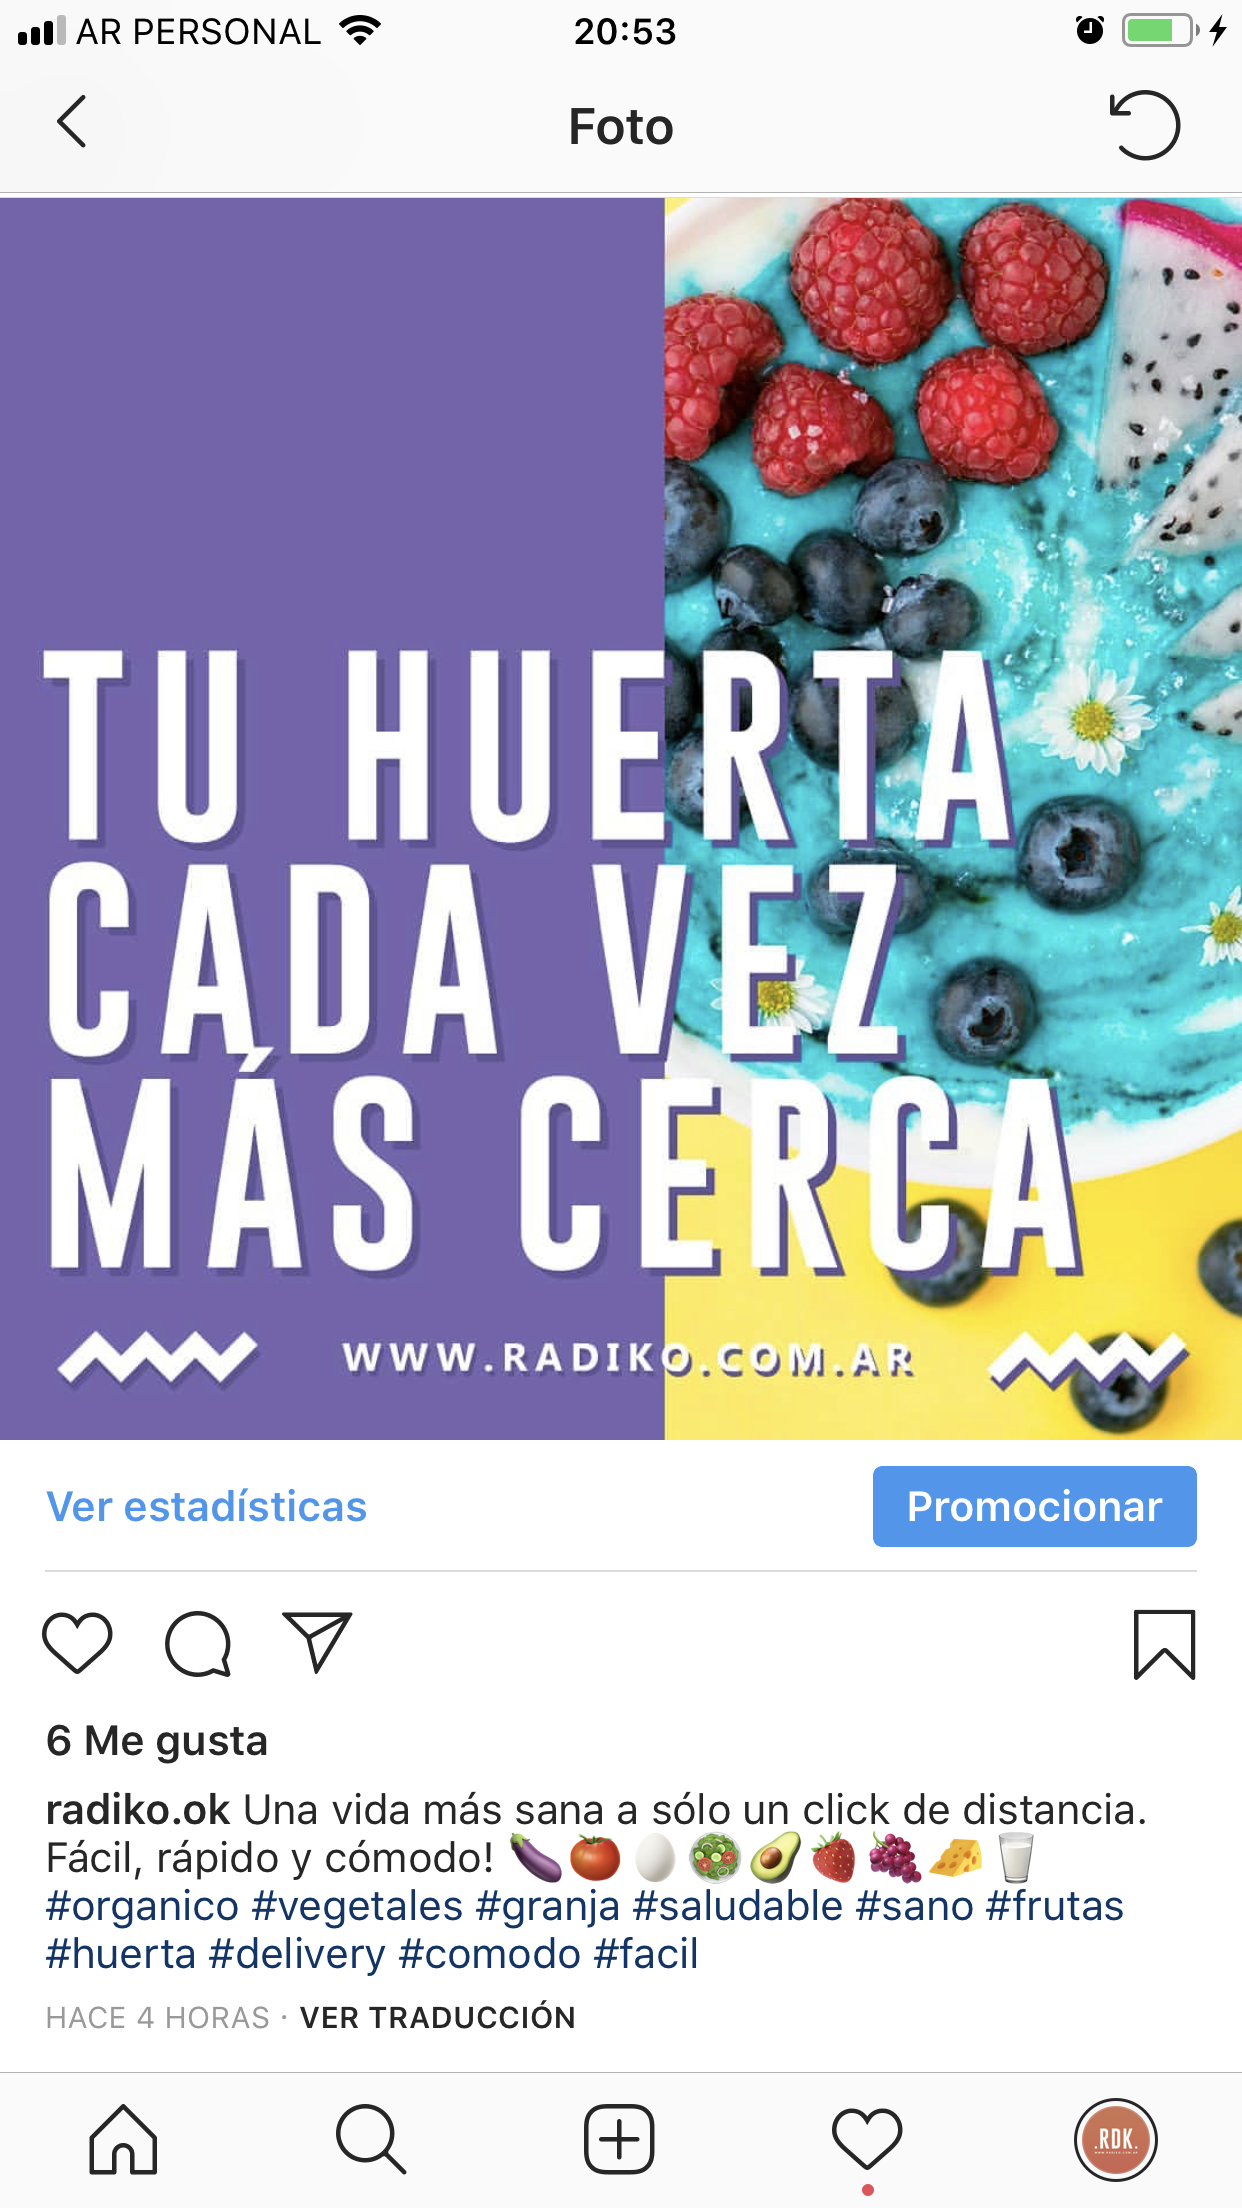 AR PERSONAL
20:53
Foto
TU HUERTA
CADA VEZ
MÁS CERCA
WWW.RADIKO.COM.AR
Ver estadísticas
Promocionar
6 Me gusta
radiko.ok Una vida más sana a sólo un click de distancia.
Fácil, rápido y cómodo! 🍆🍅🥚🥗🥑🍓🍇🧀🥛
#organico #vegetales #granja #saludable #sano #frutas
#huerta #delivery #comodo #facil
HACE 4 HORAS · VER TRADUCCIÓN
.RDK.